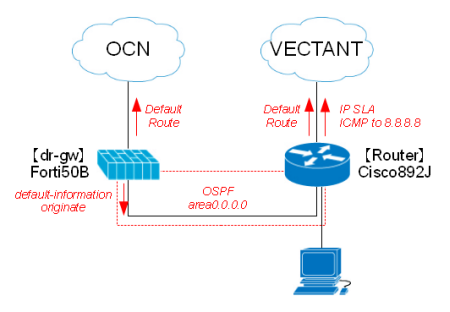 OCN
VECTANT
Default
Route
Default
Route
IP SLA
ICMP to 8.8.8.8
【dr-gw】
Forti50B
【Router】
Cisco892J
default-information
originate
OSPF
area0.0.0.0